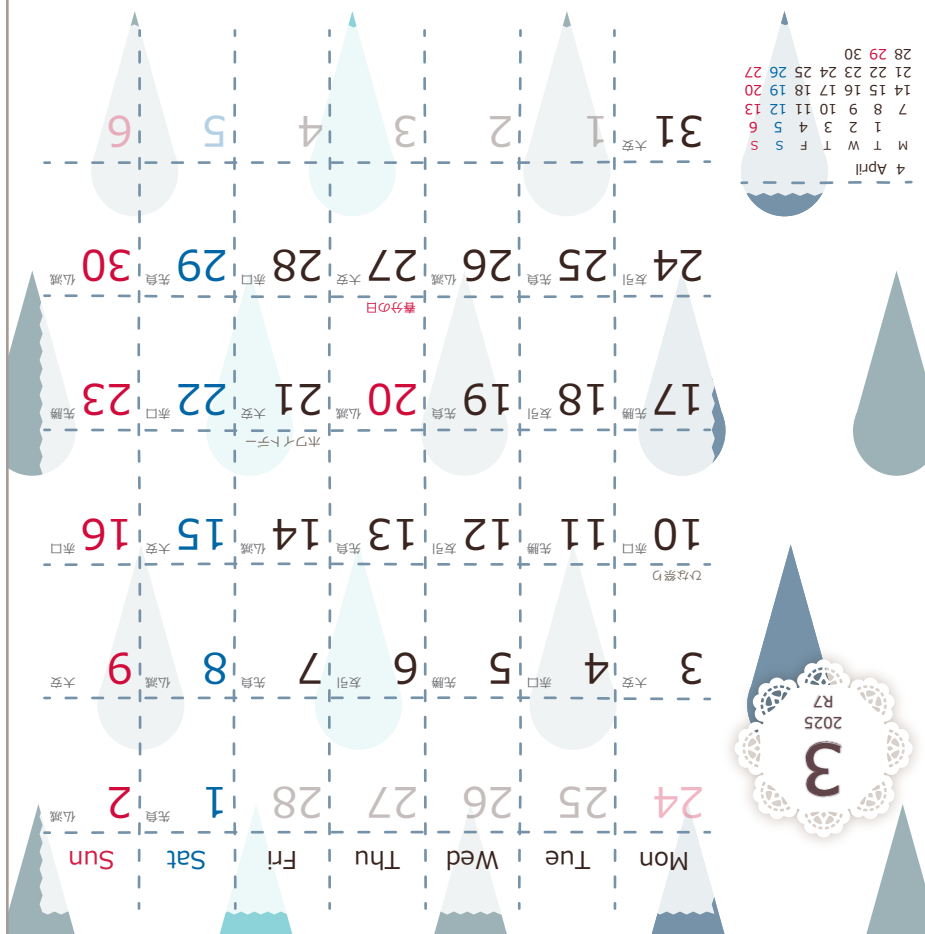 3
2025
R7
Mon Tue Wed Thu Fri Sat Sun
24 25 26 27 28 1 先負 2 仏滅
3 大安 4 赤口 5 先勝 6 友引 7 先負 8 仏滅 9 大安
ひな祭り
10 赤口 11 先勝 12 友引 13 先負 14 仏滅 15 大安 16 赤口
ホワイトデー
17 先勝 18 友引 19 先負 20 仏滅 21 大安 22 赤口 23 先勝
春分の日
24 友引 25 先負 26 仏滅 27 大安 28 赤口 29 先負 30 仏滅
31 大安 1 2 3 4 5 6
4 April
M T W T F S S
1 2 3 4 5 6
7 8 9 10 11 12 13
14 15 16 17 18 19 20
21 22 23 24 25 26 27
28 29 30